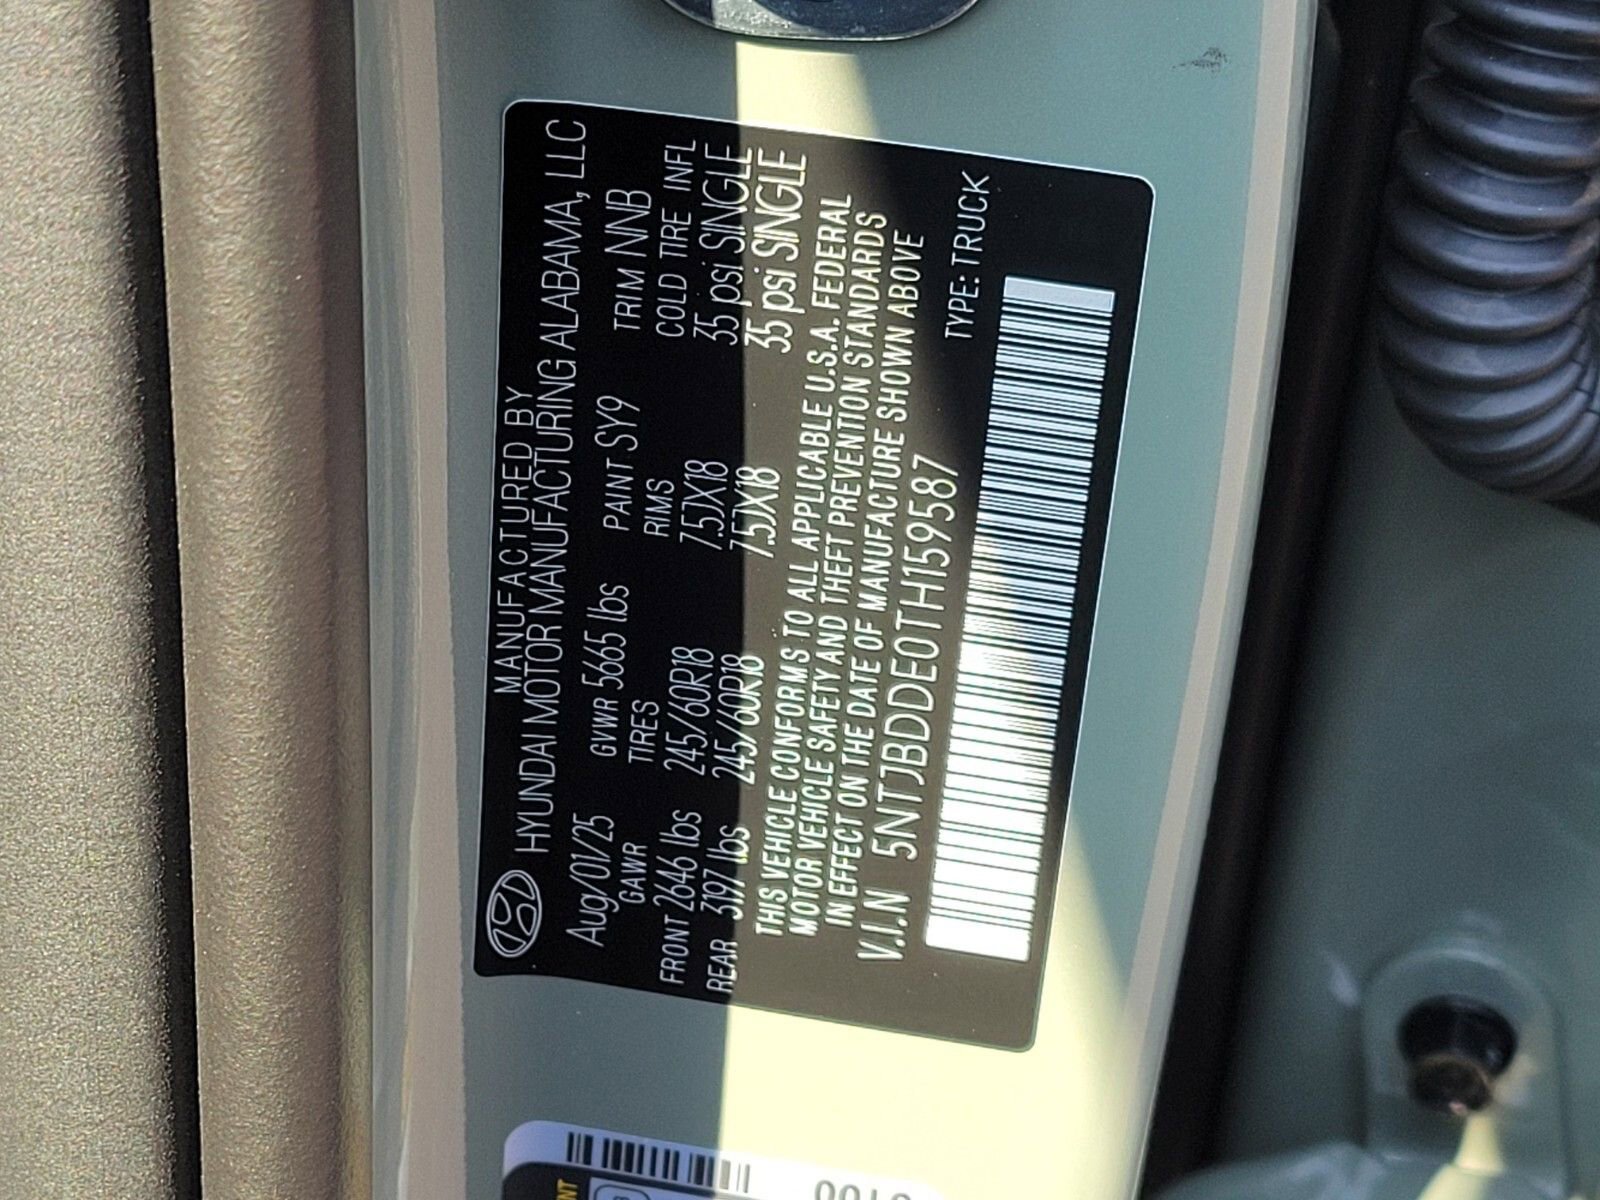 MANUFACTURED BY
HYUNDAI MOTOR MANUFACTURING ALABAMA, LLC
Aug/01/25 GVWR 5665 lbs PAINT SY9 TRIM NNB
GAWR TIRES RIMS COLD TIRE INFL
FRONT 2646 lbs 245/60R18 7.5JX18 35 psi SINGLE
REAR 3197 lbs 245/60R18 7.5JX18 35 psi SINGLE
THIS VEHICLE CONFORMS TO ALL APPLICABLE U.S.A. FEDERAL
MOTOR VEHICLE SAFETY AND THEFT PREVENTION STANDARDS
IN EFFECT ON THE DATE OF MANUFACTURE SHOWN ABOVE
V.I.N 5NTJBDDE0TH159587 TYPE: TRUCK